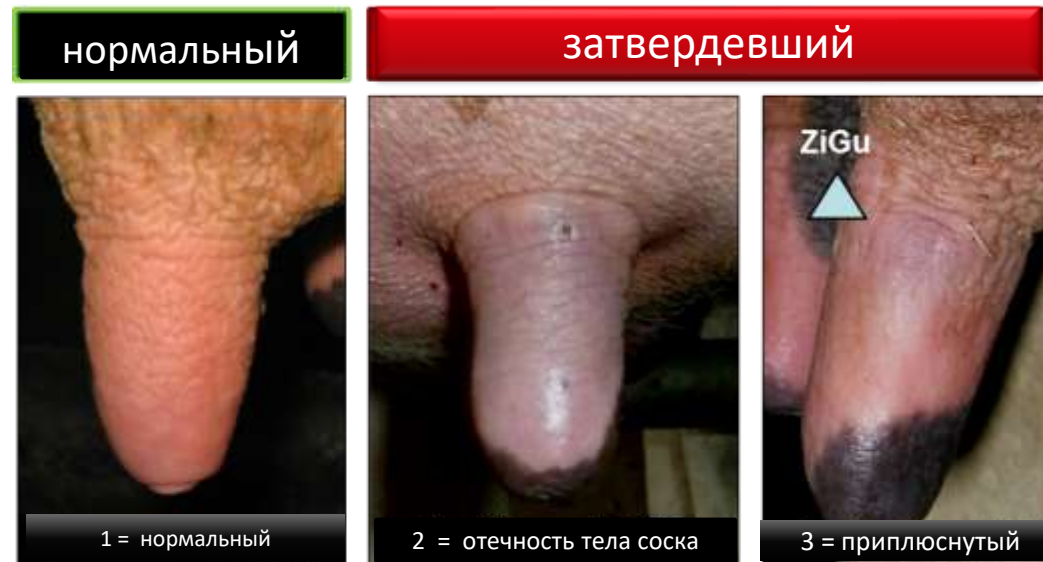 нормальный
затвердевший
ZiGu
1 = нормальный
2 = отечность тела соска
3 = приплюснутый